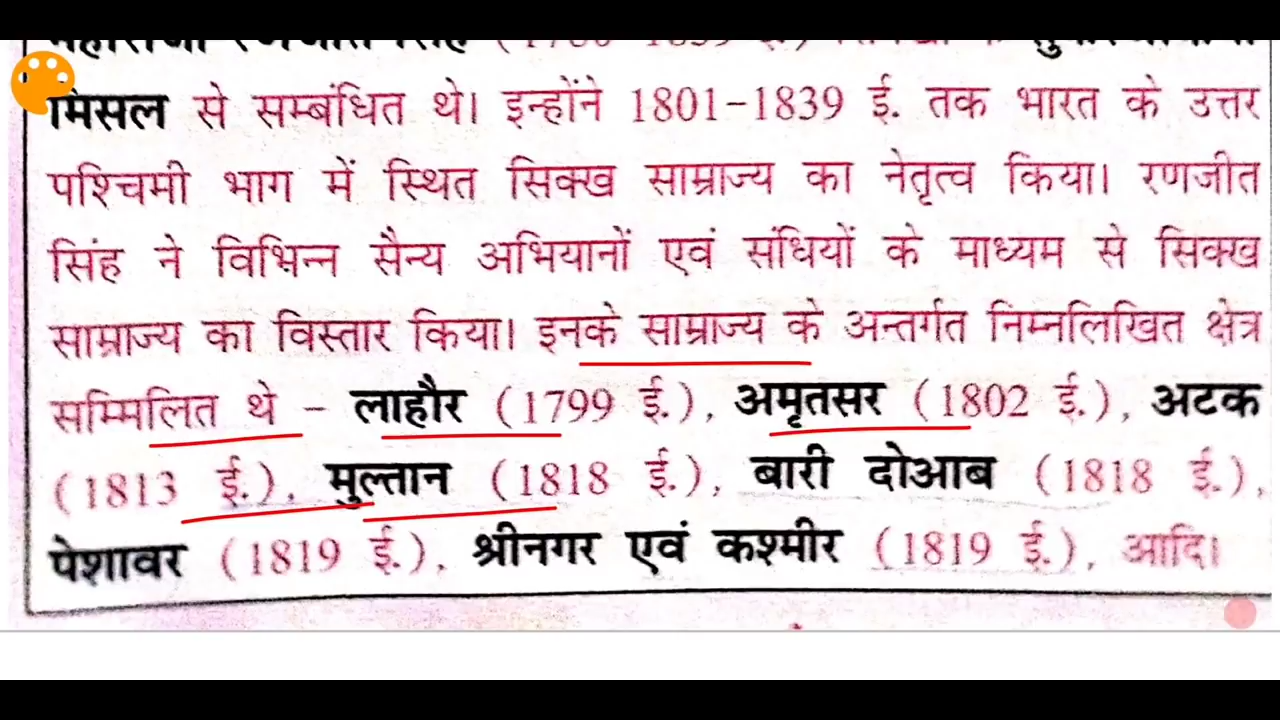 मिसल से सम्बंधित थे। इन्होंने 1801-1839 ई. तक भारत के उत्तर
पश्चिमी भाग में स्थित सिक्ख साम्राज्य का नेतृत्व किया। रणजीत
सिंह ने विभिन्न सैन्य अभियानों एवं संधियों के माध्यम से सिक्ख
साम्राज्य का विस्तार किया। इनके साम्राज्य के अन्तर्गत निम्नलिखित क्षेत्र
सम्मिलित थे - लाहौर (1799 ई.), अमृतसर (1802 ई.), अटक
(1813 ई.), मुल्तान (1818 ई.), बारी दोआब (1818 ई.),
पेशावर (1819 ई.), श्रीनगर एवं कश्मीर (1819 ई.), आदि।